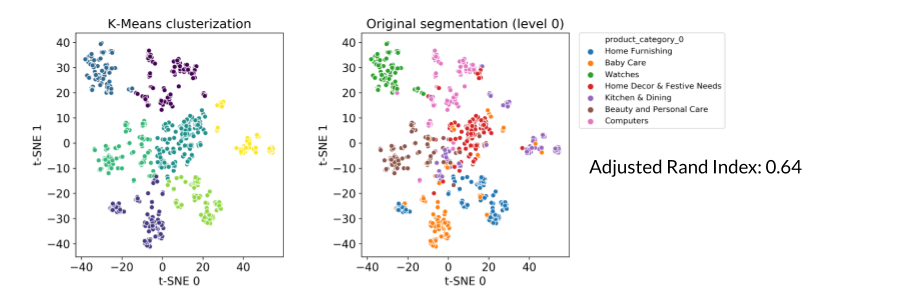 K-Means clusterization
40
30
20
10
0
−10
−20
−30
−40
t-SNE 1
−40
−20
0
20
40
t-SNE 0
Original segmentation (level 0)
40
30
20
10
0
−10
−20
−30
−40
t-SNE 1
−40
−20
0
20
40
t-SNE 0
product_category_0
Home Furnishing
Baby Care
Watches
Home Decor & Festive Needs
Kitchen & Dining
Beauty and Personal Care
Computers
Adjusted Rand Index: 0.64